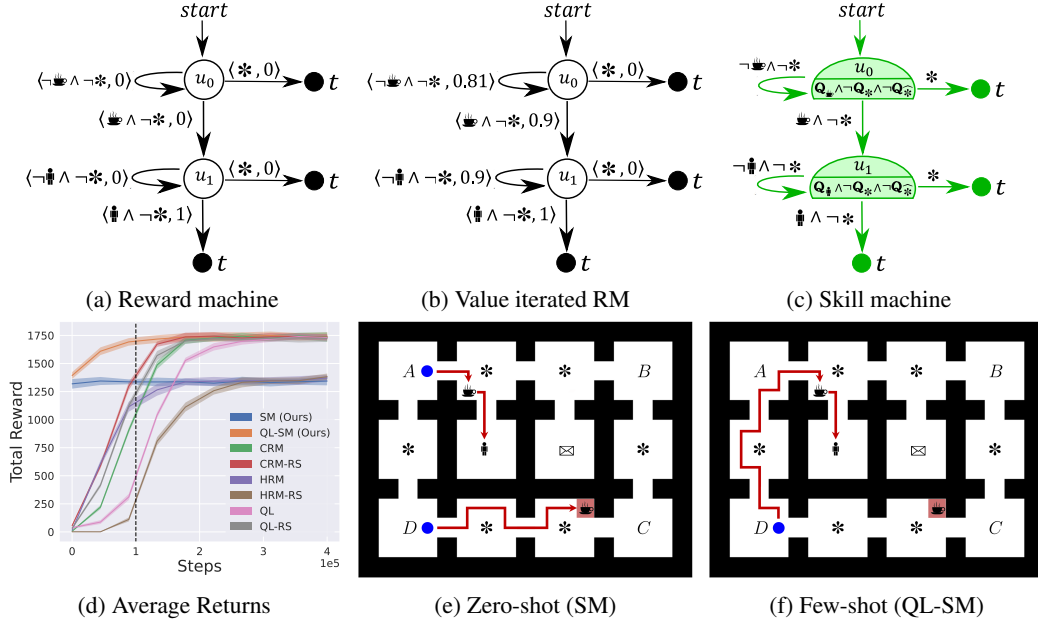 start start start
⟨¬☕∧¬✻, 0⟩ u₀ ⟨✻, 0⟩ t ⟨¬☕∧¬✻, 0.81⟩ u₀ ⟨✻, 0⟩ t ¬☕∧¬✻ u₀ ✻ t
Q☕∧¬Q✻∧¬Q✻̂
⟨☕∧¬✻, 0⟩ ⟨☕∧¬✻, 0.9⟩ ☕∧¬✻
⟨¬🚹∧¬✻, 0⟩ u₁ ⟨✻, 0⟩ t ⟨¬🚹∧¬✻, 0.9⟩ u₁ ⟨✻, 0⟩ t ¬🚹∧¬✻ u₁ ✻ t
Q🚹∧¬Q✻∧¬Q✻̂
⟨🚹∧¬✻, 1⟩ ⟨🚹∧¬✻, 1⟩ 🚹∧¬✻
t t t
(a) Reward machine (b) Value iterated RM (c) Skill machine
Total Reward
1750
1500
1250
1000
750
500
250
0
SM (Ours)
QL-SM (Ours)
CRM
CRM-RS
HRM
HRM-RS
QL
QL-RS
0 1 2 3 4
1e5
Steps
A ✻ ✻ B
☕
✻ 🚹 ✉ ✻
☕
D ✻ ✻ C
A ✻ ✻ B
☕
✻ 🚹 ✉ ✻
☕
D ✻ ✻ C
(d) Average Returns (e) Zero-shot (SM) (f) Few-shot (QL-SM)